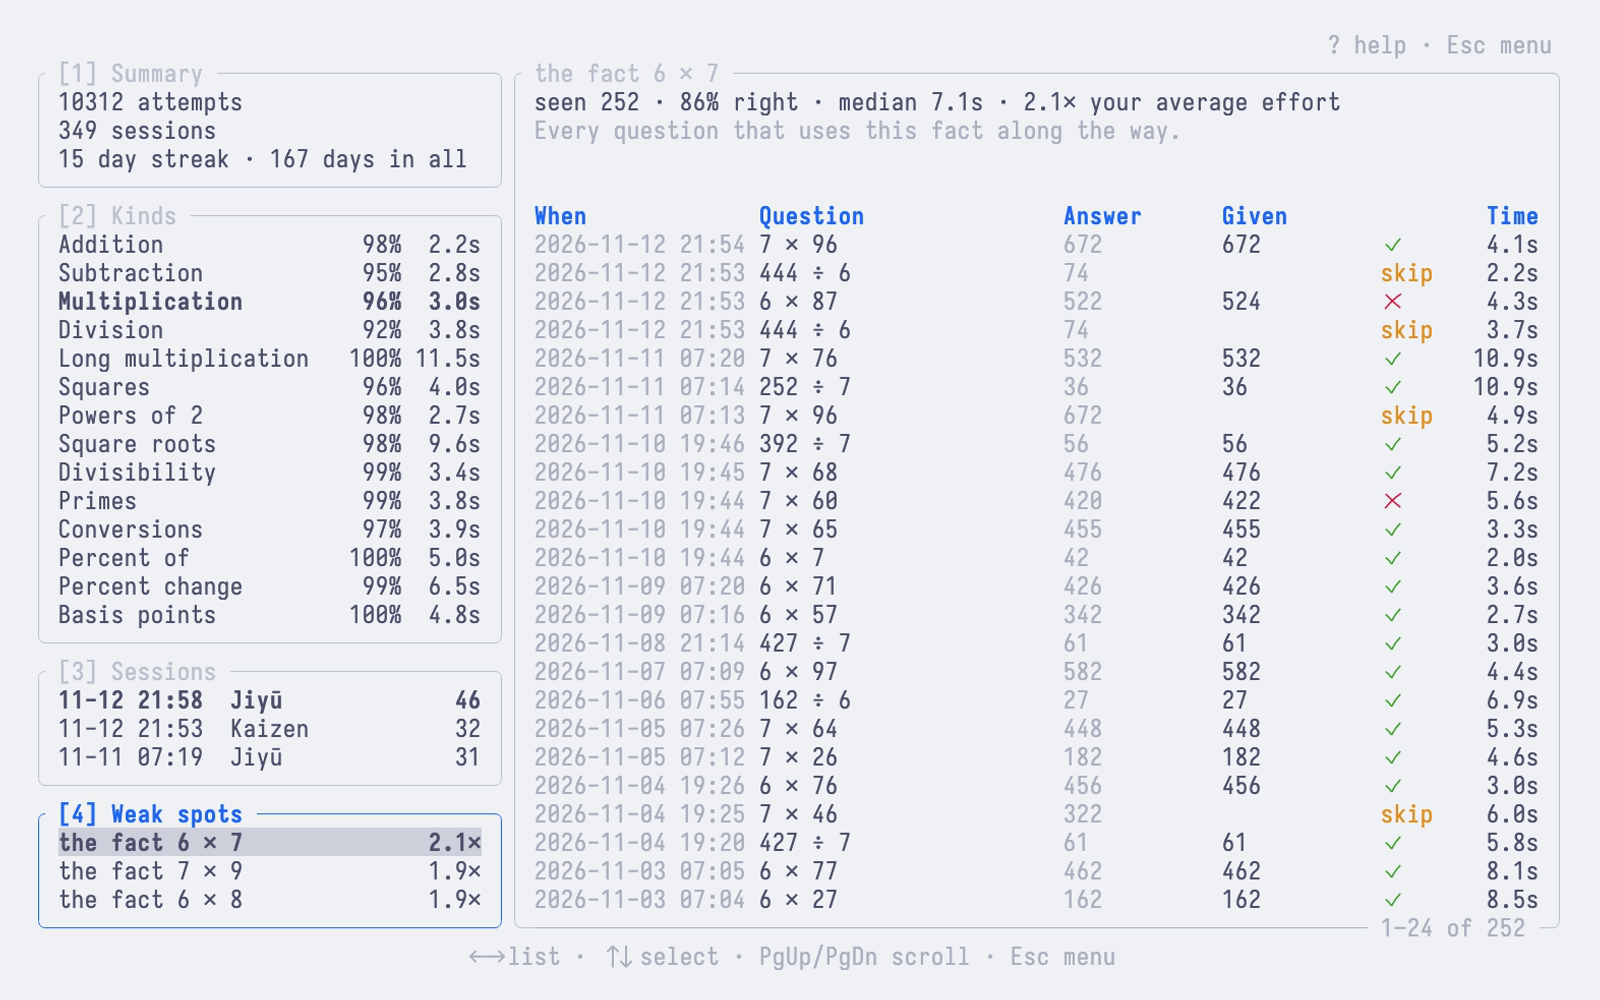 ? help · Esc menu
[1] Summary
10312 attempts
349 sessions
15 day streak · 167 days in all
[2] Kinds
Addition 98% 2.2s
Subtraction 95% 2.8s
Multiplication 96% 3.0s
Division 92% 3.8s
Long multiplication 100% 11.5s
Squares 96% 4.0s
Powers of 2 98% 2.7s
Square roots 98% 9.6s
Divisibility 99% 3.4s
Primes 99% 3.8s
Conversions 97% 3.9s
Percent of 100% 5.0s
Percent change 99% 6.5s
Basis points 100% 4.8s
[3] Sessions
11-12 21:58 Jiyū 46
11-12 21:53 Kaizen 32
11-11 07:19 Jiyū 31
[4] Weak spots
the fact 6 × 7 2.1×
the fact 7 × 9 1.9×
the fact 6 × 8 1.9×
the fact 6 × 7
seen 252 · 86% right · median 7.1s · 2.1× your average effort
Every question that uses this fact along the way.
When Question Answer Given Time
2026-11-12 21:54 7 × 96 672 672 ✓ 4.1s
2026-11-12 21:53 444 ÷ 6 74 skip 2.2s
2026-11-12 21:53 6 × 87 522 524 ✗ 4.3s
2026-11-12 21:53 444 ÷ 6 74 skip 3.7s
2026-11-11 07:20 7 × 76 532 532 ✓ 10.9s
2026-11-11 07:14 252 ÷ 7 36 36 ✓ 10.9s
2026-11-11 07:13 7 × 96 672 skip 4.9s
2026-11-10 19:46 392 ÷ 7 56 56 ✓ 5.2s
2026-11-10 19:45 7 × 68 476 476 ✓ 7.2s
2026-11-10 19:44 7 × 60 420 422 ✗ 5.6s
2026-11-10 19:44 7 × 65 455 455 ✓ 3.3s
2026-11-10 19:44 6 × 7 42 42 ✓ 2.0s
2026-11-09 07:20 6 × 71 426 426 ✓ 3.6s
2026-11-09 07:16 6 × 57 342 342 ✓ 2.7s
2026-11-08 21:14 427 ÷ 7 61 61 ✓ 3.0s
2026-11-07 07:09 6 × 97 582 582 ✓ 4.4s
2026-11-06 07:55 162 ÷ 6 27 27 ✓ 6.9s
2026-11-05 07:26 7 × 64 448 448 ✓ 5.3s
2026-11-05 07:12 7 × 26 182 182 ✓ 4.6s
2026-11-04 19:26 6 × 76 456 456 ✓ 3.0s
2026-11-04 19:25 7 × 46 322 skip 6.0s
2026-11-04 19:20 427 ÷ 7 61 61 ✓ 5.8s
2026-11-03 07:05 6 × 77 462 462 ✓ 8.1s
2026-11-03 07:04 6 × 27 162 162 ✓ 8.5s
1-24 of 252
←→ list · ↑↓ select · PgUp/PgDn scroll · Esc menu